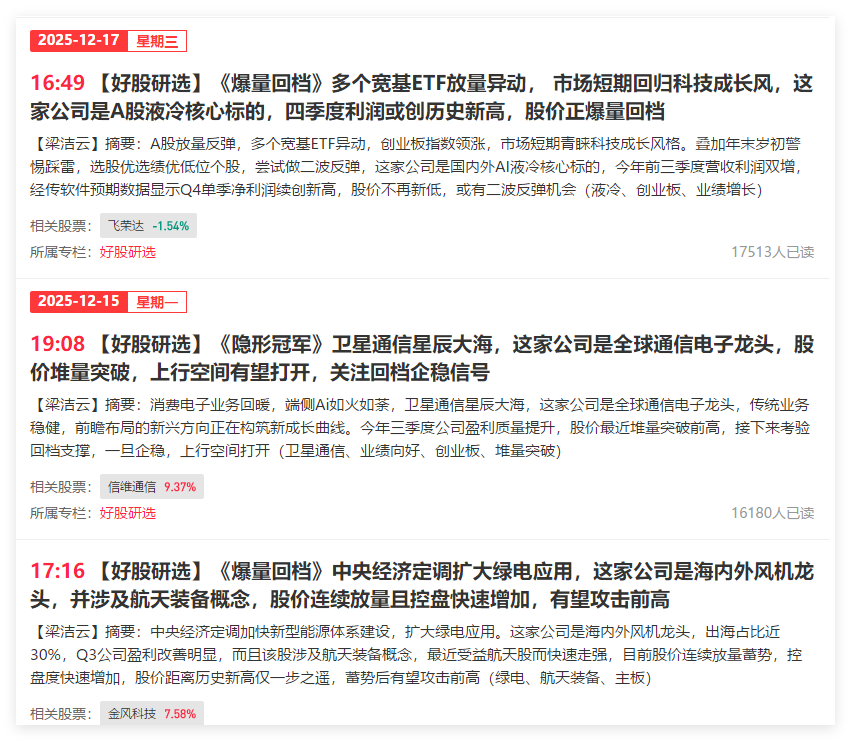 2025-12-17 星期三
16:49 【好股研选】《爆量回档》多个宽基ETF放量异动， 市场短期回归科技成长风，这
家公司是A股液冷核心标的，四季度利润或创历史新高，股价正爆量回档
【梁洁云】摘要：A股放量反弹，多个宽基ETF异动，创业板指数领涨，市场短期青睐科技成长风格。叠加年末岁初警
惕踩雷，选股优选绩优低位个股，尝试做二波反弹，这家公司是国内外AI液冷核心标的，今年前三季度营收利润双增，
经传软件预期数据显示Q4单季净利润续创新高，股价不再新低，或有二波反弹机会（液冷、创业板、业绩增长）
相关股票： 飞荣达 -1.54%
所属专栏：好股研选 17513人已读
2025-12-15 星期一
19:08 【好股研选】《隐形冠军》卫星通信星辰大海，这家公司是全球通信电子龙头，股
价堆量突破，上行空间有望打开，关注回档企稳信号
【梁洁云】摘要：消费电子业务回暖，端侧Ai如火如荼，卫星通信星辰大海，这家公司是全球通信电子龙头，传统业务
稳健，前瞻布局的新兴方向正在构筑新成长曲线。今年三季度公司盈利质量提升，股价最近堆量突破前高，接下来考验
回档支撑，一旦企稳，上行空间打开（卫星通信、业绩向好、创业板、堆量突破）
相关股票： 信维通信 9.37%
所属专栏：好股研选 16180人已读
17:16 【好股研选】《爆量回档》中央经济定调扩大绿电应用，这家公司是海内外风机龙
头，并涉及航天装备概念，股价连续放量且控盘快速增加，有望攻击前高
【梁洁云】摘要：中央经济定调加快新型能源体系建设，扩大绿电应用。这家公司是海内外风机龙头，出海占比近
30%，Q3公司盈利改善明显，而且该股涉及航天装备概念，最近受益航天股而快速走强，目前股价连续放量蓄势，控
盘度快速增加，股价距离历史新高仅一步之遥，蓄势后有望攻击前高（绿电、航天装备、主板）
相关股票： 金风科技 7.58%